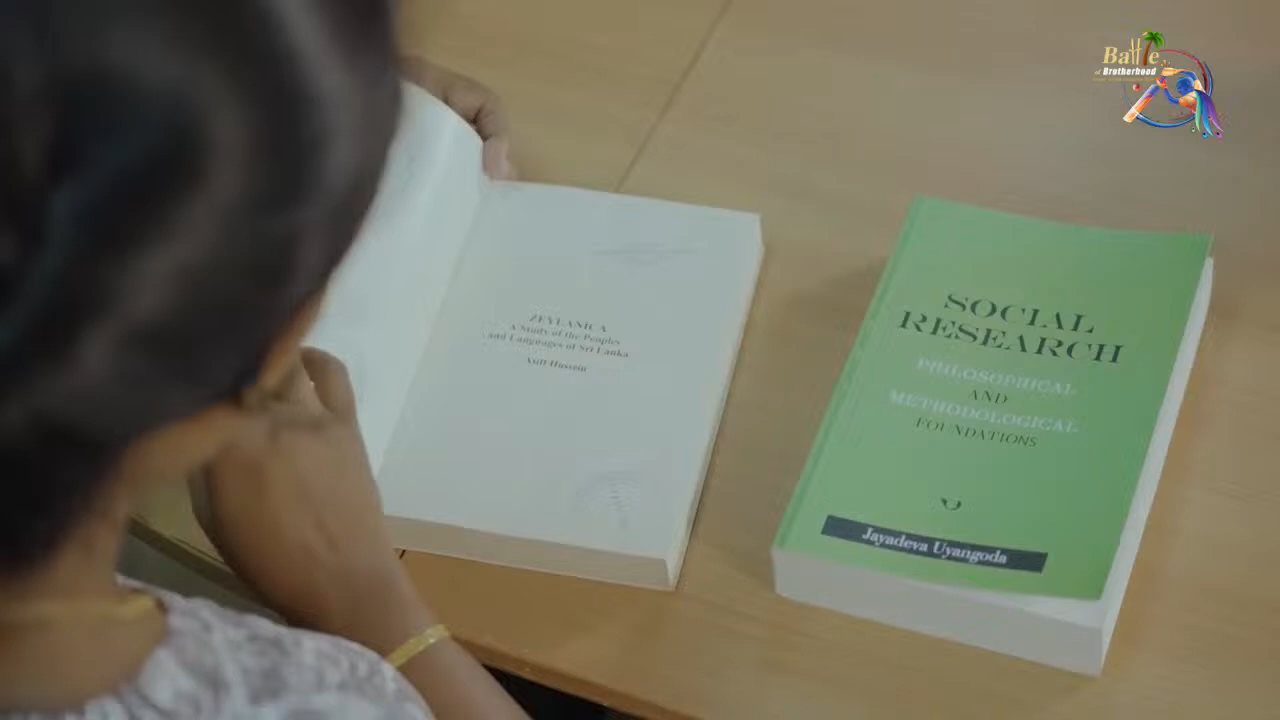 Battle
of Brotherhood
ZEYLANICA
A Study of the Peoples
and Languages of Sri Lanka
Asiff Hussein
SOCIAL
RESEARCH
PHILOSOPHICAL
AND
METHODOLOGICAL
FOUNDATIONS
Jayadeva Uyangoda